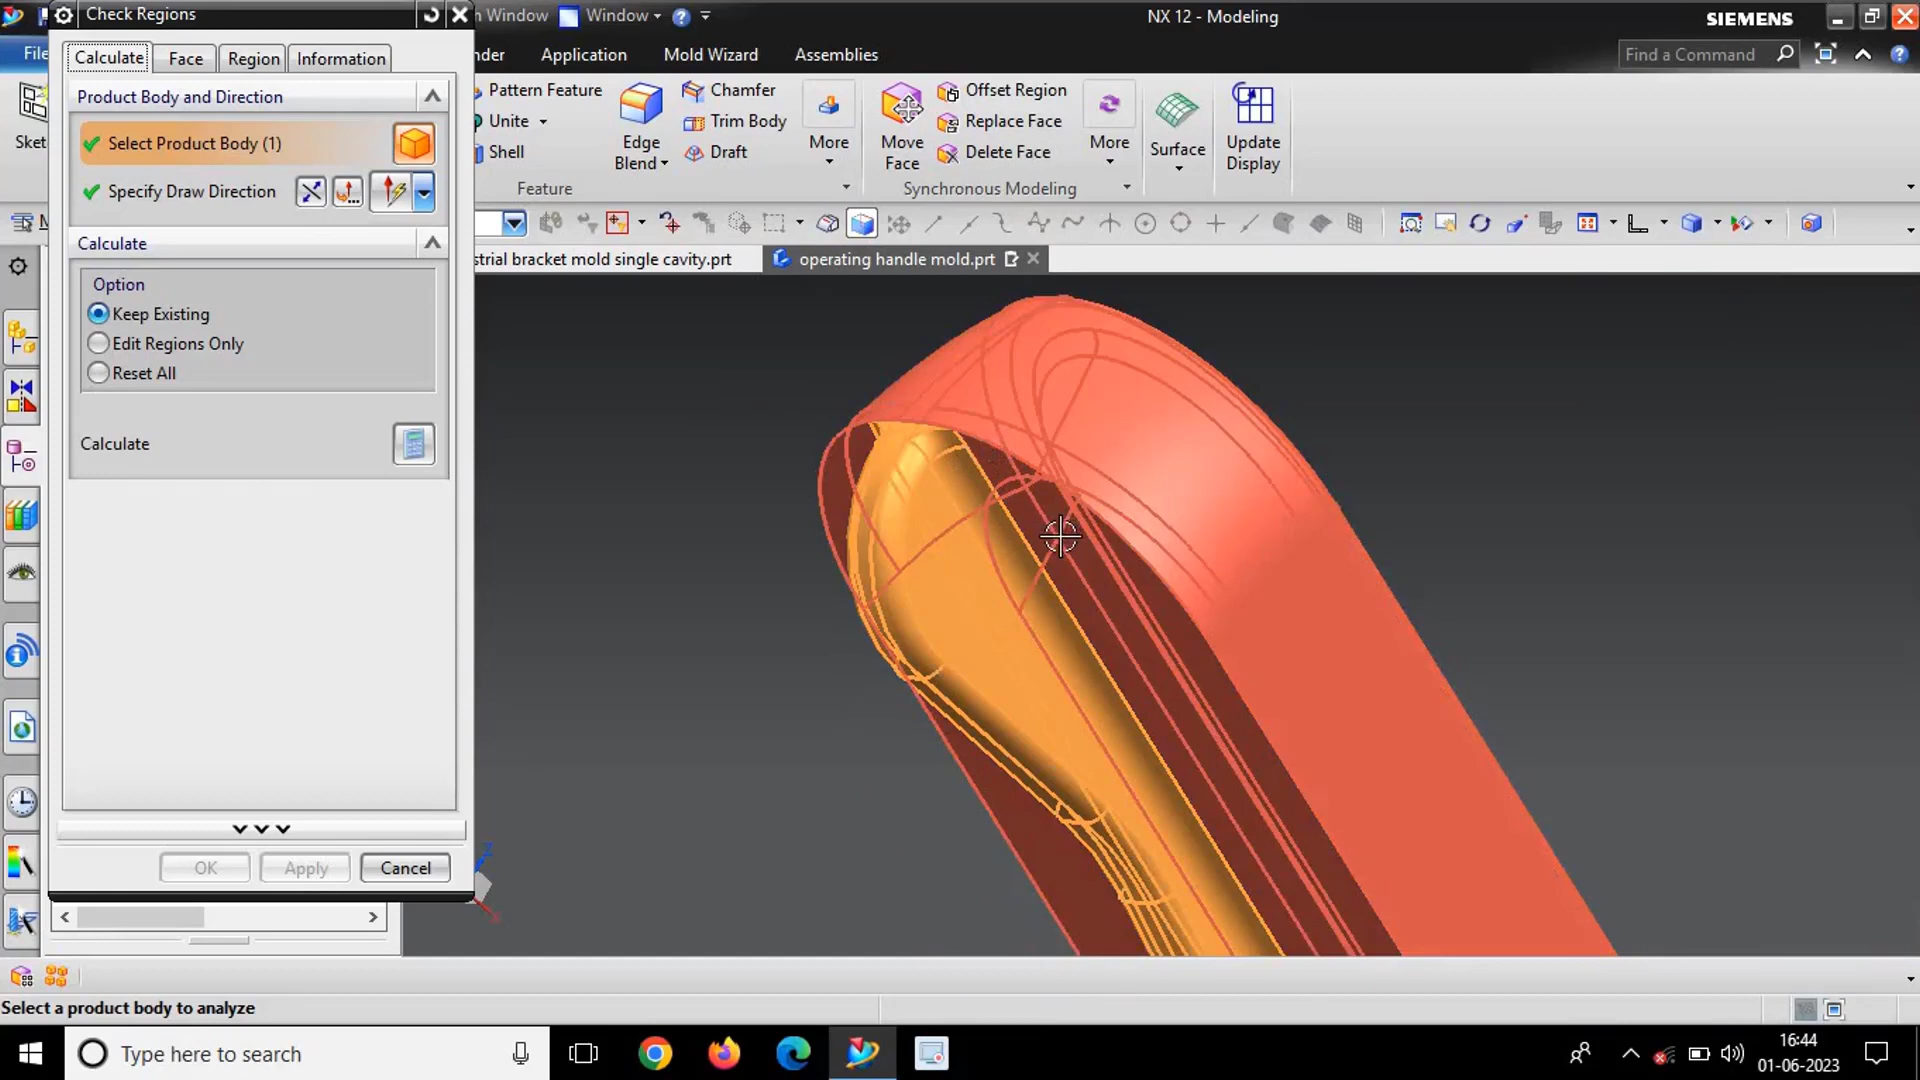 Check Regions
Window
Window
NX 12 - Modeling
SIEMENS
File
Application
Mold Wizard
Assemblies
Find a Command
Calculate
Face
Region
Information
Product Body and Direction
Select Product Body (1)
Specify Draw Direction
Calculate
Option
Keep Existing
Edit Regions Only
Reset All
Calculate
OK
Apply
Cancel
Pattern Feature
Unite
Shell
Edge
Blend
Chamfer
Trim Body
Draft
More
Feature
Move
Face
Offset Region
Replace Face
Delete Face
More
Synchronous Modeling
Surface
Update
Display
strial bracket mold single cavity.prt
operating handle mold.prt
Select a product body to analyze
Type here to search
16:44
01-06-2023